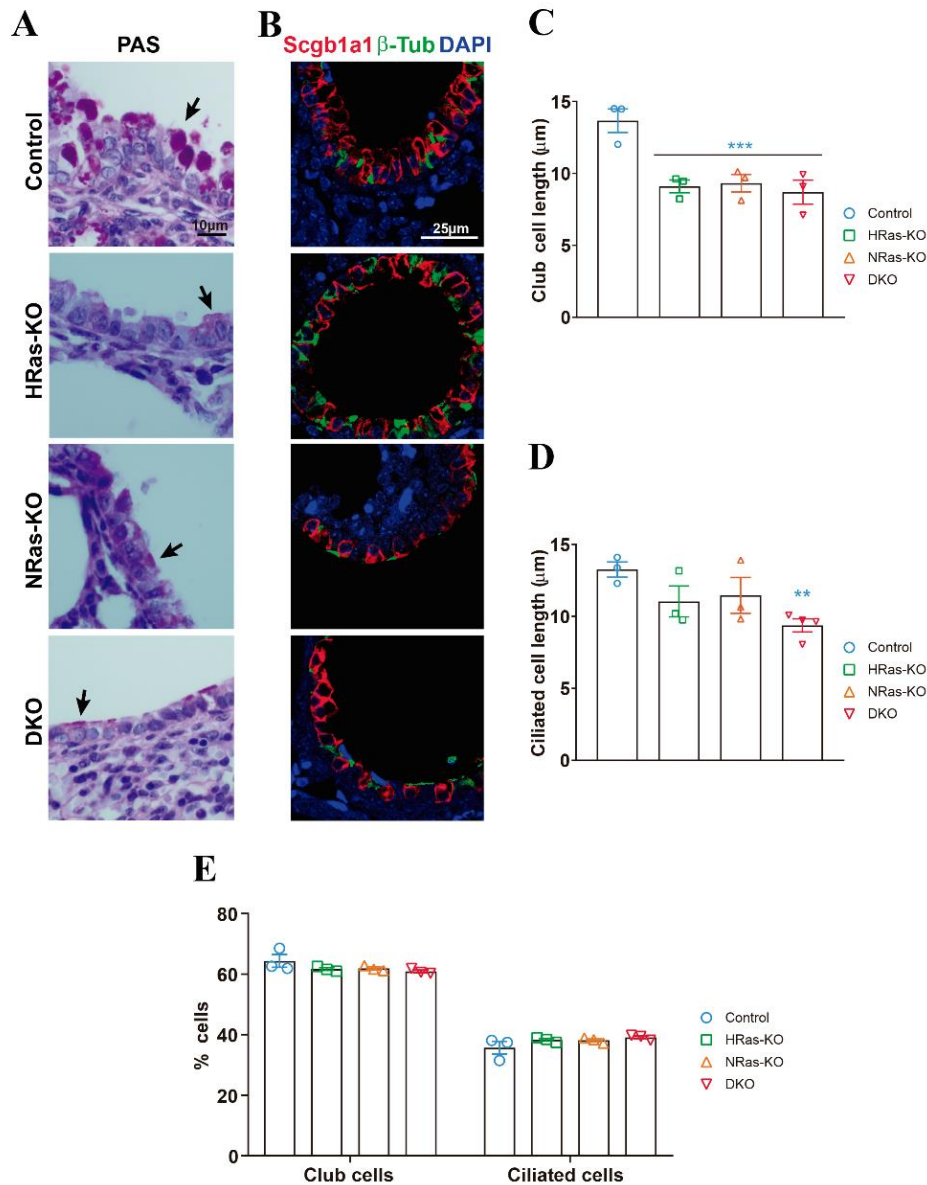 A
PAS
Control
10µm
HRas-KO
NRas-KO
DKO
B
Scgb1a1 β-Tub DAPI
25µm
C
Club cell length (µm)
15
10
5
0
***
Control
HRas-KO
NRas-KO
DKO
D
Ciliated cell length (µm)
15
10
5
0
**
Control
HRas-KO
NRas-KO
DKO
E
% cells
80
60
40
20
0
Club cells
Ciliated cells
Control
HRas-KO
NRas-KO
DKO